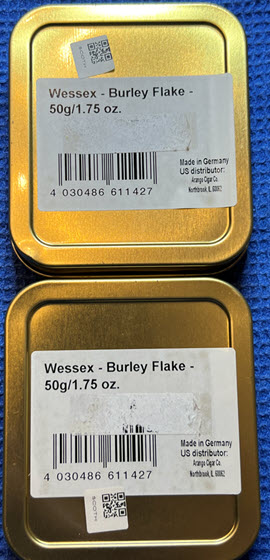 Wessex - Burley Flake -
50g/1.75 oz.
Made in Germany
US distributor:
Arango Cigar Co.
Northbrook, IL 60062
4 030486 611427
Wessex - Burley Flake -
50g/1.75 oz.
Made in Germany
US distributor:
Arango Cigar Co.
Northbrook, IL 60062
4 030486 611427